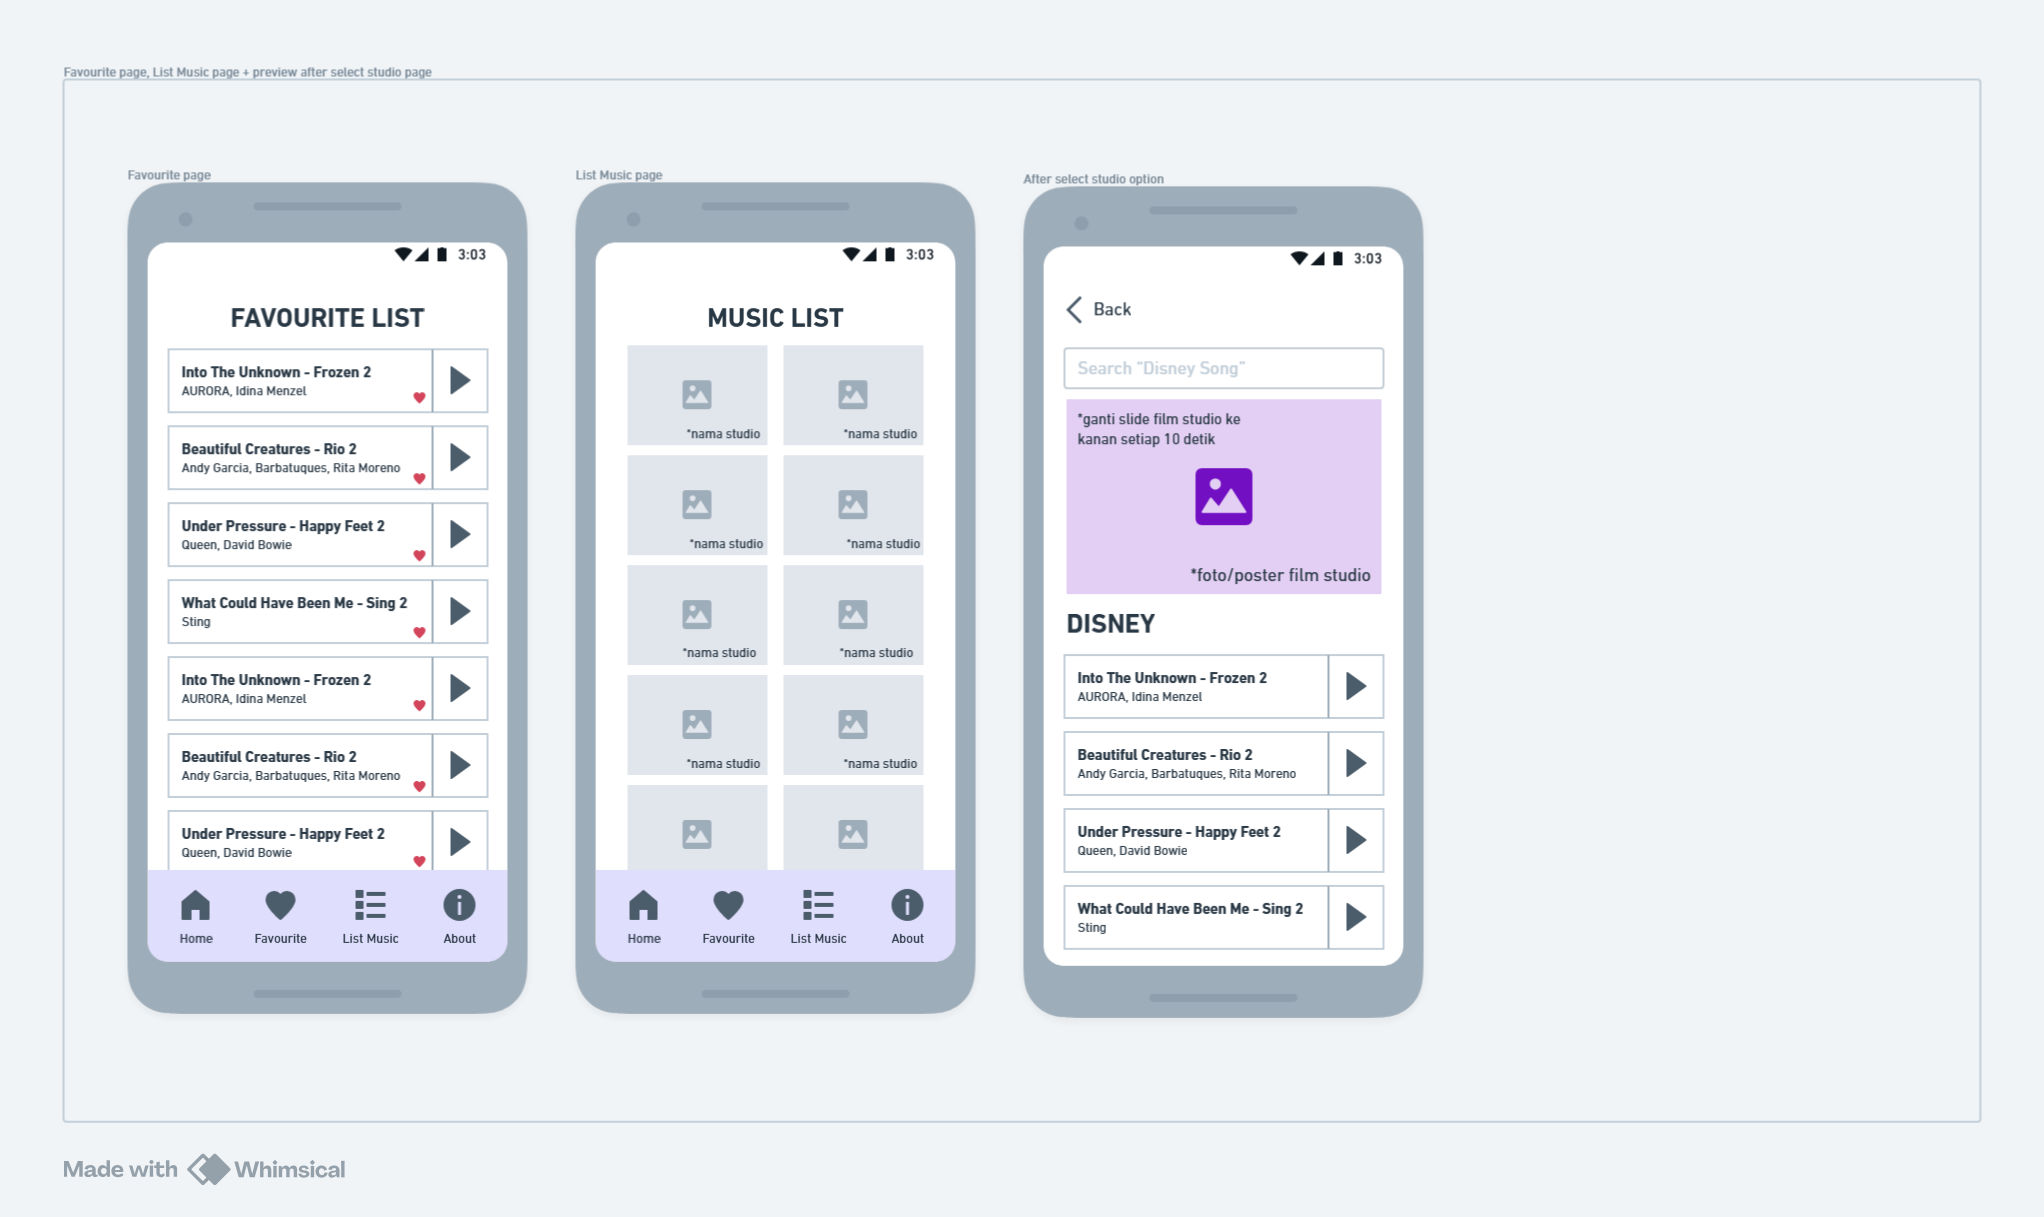 Favourite page, List Music page + preview after select studio page
Favourite page
3:03
FAVOURITE LIST
Into The Unknown - Frozen 2
AURORA, Idina Menzel
Beautiful Creatures - Rio 2
Andy Garcia, Barbatuques, Rita Moreno
Under Pressure - Happy Feet 2
Queen, David Bowie
What Could Have Been Me - Sing 2
Sting
Into The Unknown - Frozen 2
AURORA, Idina Menzel
Beautiful Creatures - Rio 2
Andy Garcia, Barbatuques, Rita Moreno
Under Pressure - Happy Feet 2
Queen, David Bowie
Home Favourite List Music About
List Music page
3:03
MUSIC LIST
*nama studio *nama studio
*nama studio *nama studio
*nama studio *nama studio
*nama studio *nama studio
Home Favourite List Music About
After select studio option
3:03
Back
Search "Disney Song"
*ganti slide film studio ke
kanan setiap 10 detik
*foto/poster film studio
DISNEY
Into The Unknown - Frozen 2
AURORA, Idina Menzel
Beautiful Creatures - Rio 2
Andy Garcia, Barbatuques, Rita Moreno
Under Pressure - Happy Feet 2
Queen, David Bowie
What Could Have Been Me - Sing 2
Sting
Made with Whimsical